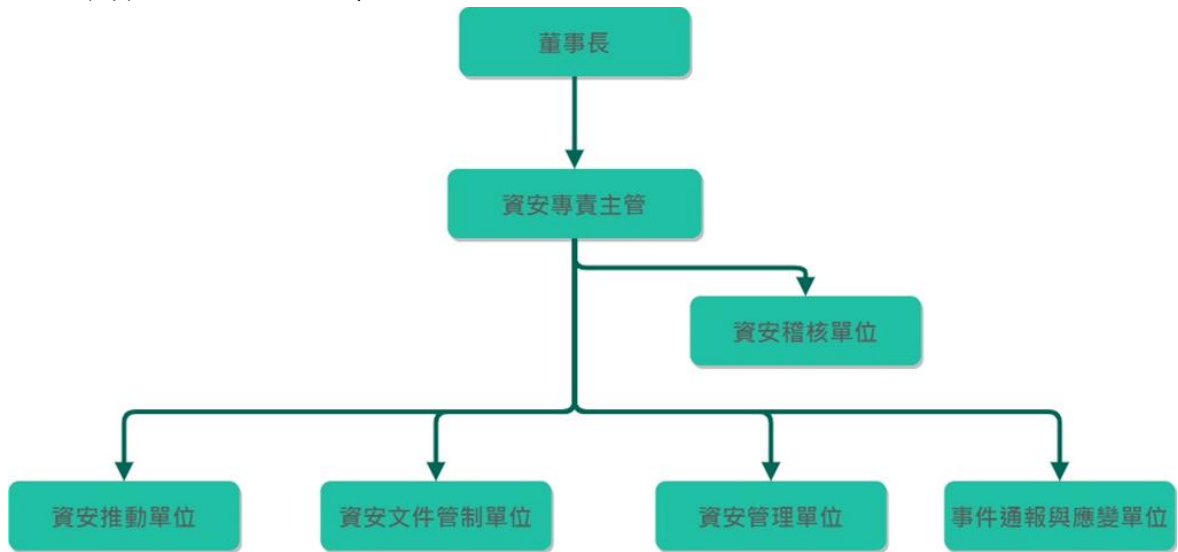 董事長
資安專責主管
資安稽核單位
資安推動單位
資安文件管制單位
資安管理單位
事件通報與應變單位